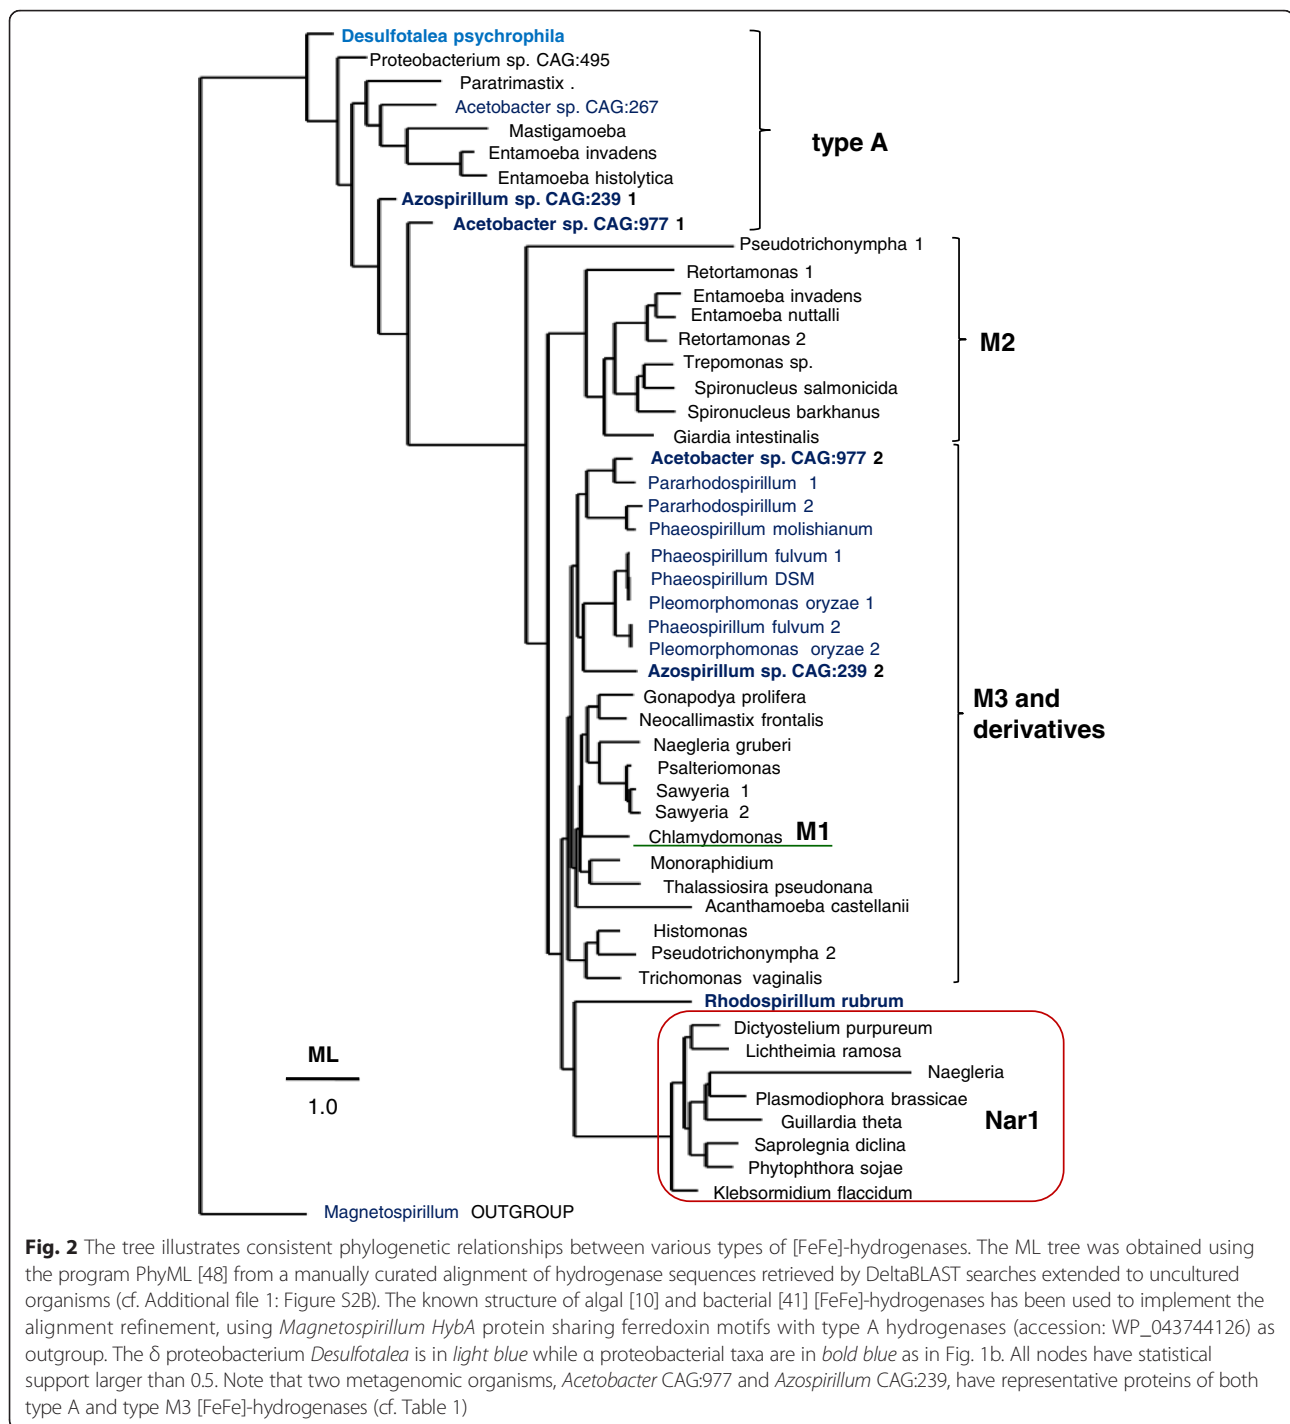 Desulfotalea psychrophila
Proteobacterium sp. CAG:495
Paratrimastix .
Acetobacter sp. CAG:267
Mastigamoeba
type A
Entamoeba invadens
Entamoeba histolytica
Azospirillum sp. CAG:239 1
Acetobacter sp. CAG:977 1
Pseudotrichonympha 1
Retortamonas 1
Entamoeba invadens
Entamoeba nuttalli
Retortamonas 2
M2
Trepomonas sp.
Spironucleus salmonicida
Spironucleus barkhanus
Giardia intestinalis
Acetobacter sp. CAG:977 2
Pararhodospirillum 1
Pararhodospirillum 2
Phaeospirillum molishianum
Phaeospirillum fulvum 1
Phaeospirillum DSM
Pleomorphomonas oryzae 1
Phaeospirillum fulvum 2
Pleomorphomonas oryzae 2
Azospirillum sp. CAG:239 2
Gonapodya prolifera
M3 and
derivatives
Neocallimastix frontalis
Naegleria gruberi
Psalteriomonas
Sawyeria 1
Sawyeria 2
Chlamydomonas M1
Monoraphidium
Thalassiosira pseudonana
Acanthamoeba castellanii
Histomonas
Pseudotrichonympha 2
Trichomonas vaginalis
Rhodospirillum rubrum
Dictyostelium purpureum
Lichtheimia ramosa
ML
1.0
Naegleria
Plasmodiophora brassicae
Guillardia theta
Nar1
Saprolegnia diclina
Phytophthora sojae
Klebsormidium flaccidum
Magnetospirillum OUTGROUP
Fig. 2 The tree illustrates consistent phylogenetic relationships between various types of [FeFe]-hydrogenases. The ML tree was obtained using
the program PhyML [48] from a manually curated alignment of hydrogenase sequences retrieved by DeltaBLAST searches extended to uncultured
organisms (cf. Additional file 1: Figure S2B). The known structure of algal [10] and bacterial [41] [FeFe]-hydrogenases has been used to implement the
alignment refinement, using Magnetospirillum HybA protein sharing ferredoxin motifs with type A hydrogenases (accession: WP_043744126) as
outgroup. The δ proteobacterium Desulfotalea is in light blue while α proteobacterial taxa are in bold blue as in Fig. 1b. All nodes have statistical
support larger than 0.5. Note that two metagenomic organisms, Acetobacter CAG:977 and Azospirillum CAG:239, have representative proteins of both
type A and type M3 [FeFe]-hydrogenases (cf. Table 1)